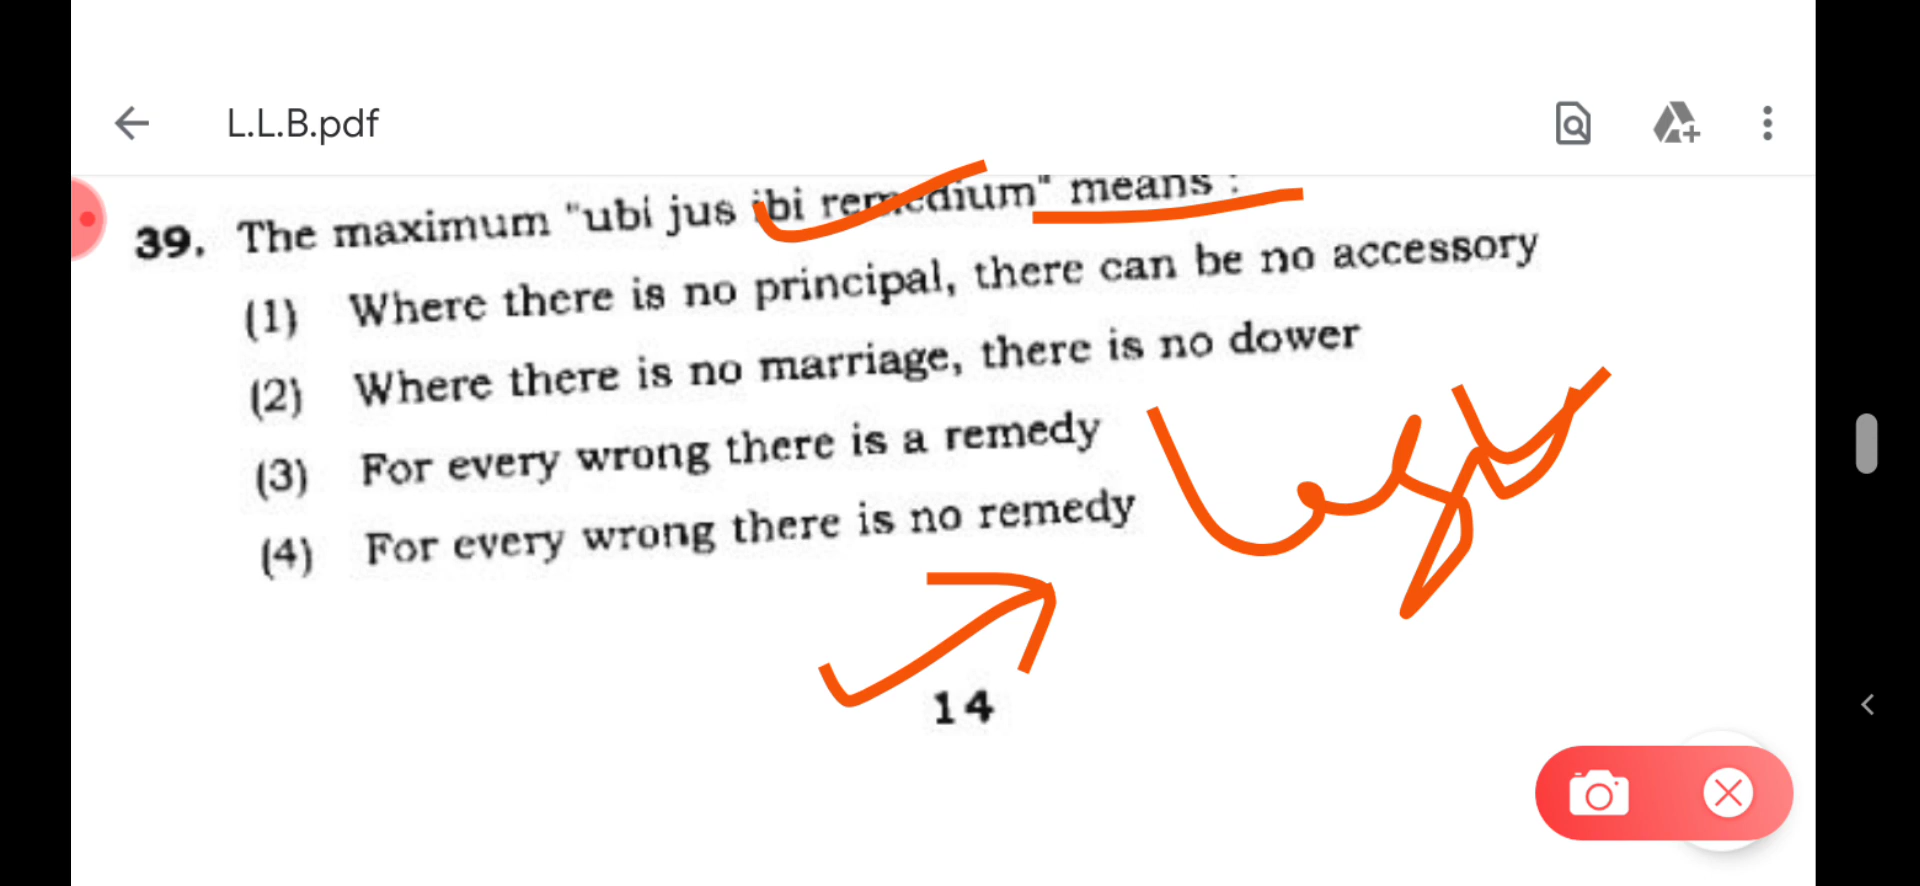 L.L.B.pdf
39. The maximum "ubi jus ibi remedium" means :
(1) Where there is no principal, there can be no accessory
(2) Where there is no marriage, there is no dower
(3) For every wrong there is a remedy
(4) For every wrong there is no remedy
14